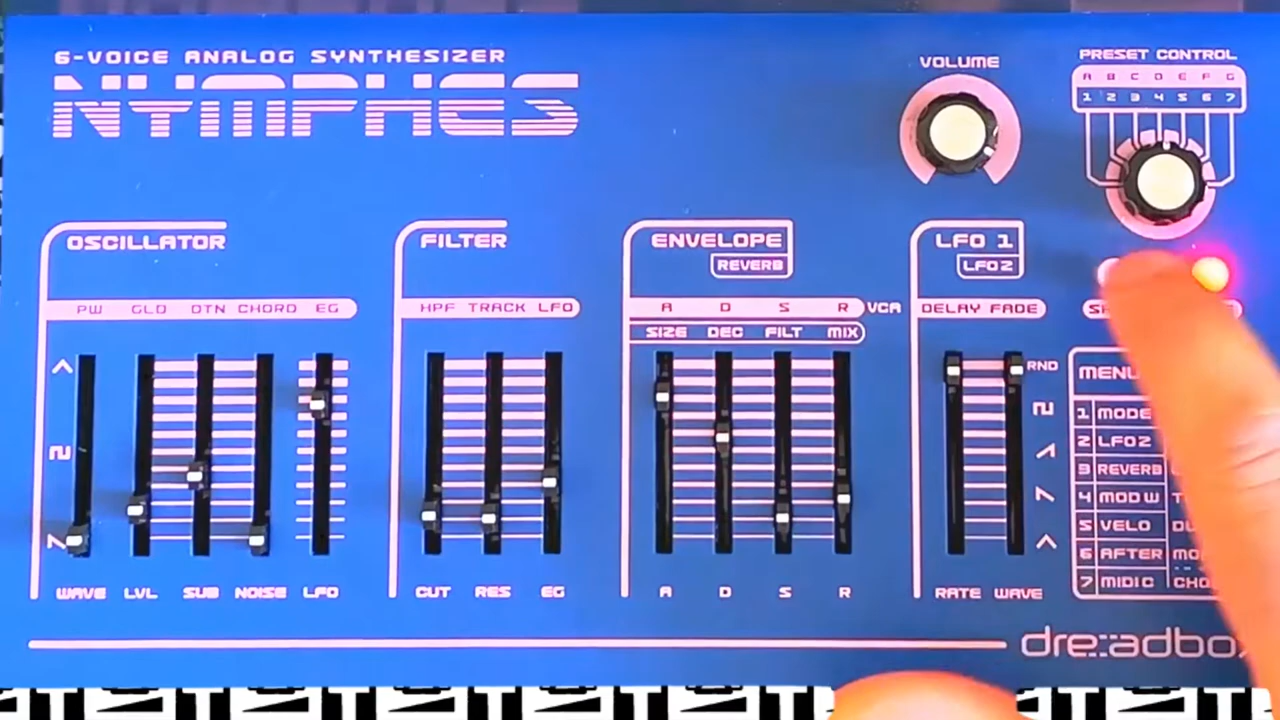 6-VOICE ANALOG SYNTHESIZER
NYMPHES
VOLUME
PRESET CONTROL
A B C D E F G
1 2 3 4 5 6 7
OSCILLATOR
FILTER
ENVELOPE
REVERB
LFO 1
LFO2
PW GLD DTN CHORD EG
HPF TRACK LFO
A D S R VCA
SIZE DEC FILT MIX
DELAY FADE
RND
MENU
1 MODE
2 LFO2
3 REVERB
4 MOD W
5 VELO
6 AFTER
7 MIDI C
WAVE LVL SUB NOISE LFO
CUT RES EG
A D S R
RATE WAVE
dre:adbox